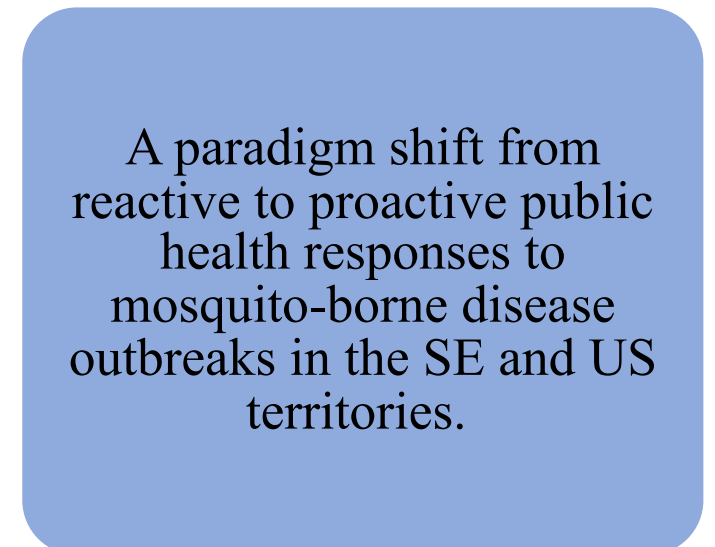 A paradigm shift from
reactive to proactive public
health responses to
mosquito-borne disease
outbreaks in the SE and US
territories.